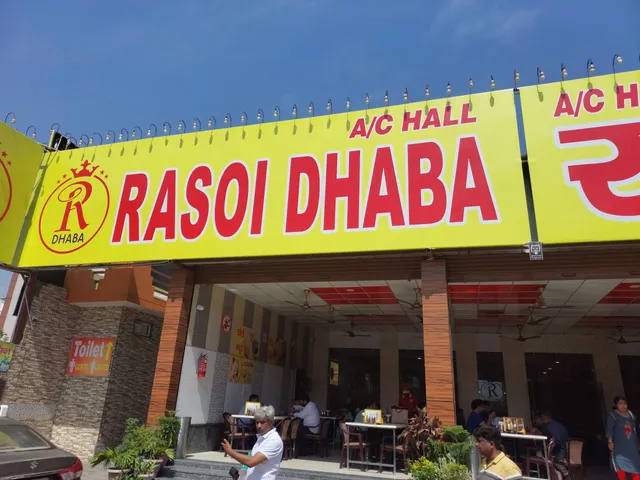 A/C HALL
RASOI DHABA
R
DHABA
A/C H
र
Toilet
R